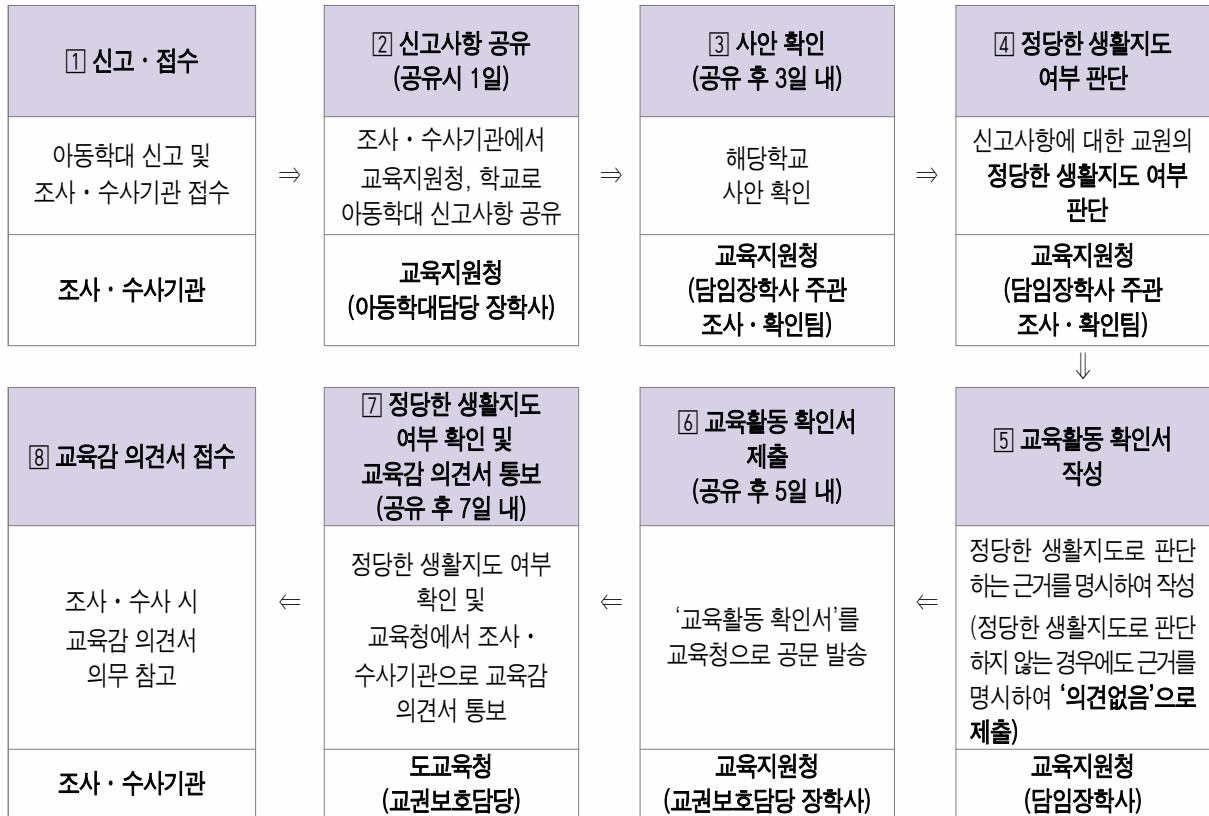 1 신고・접수
아동학대 신고 및
조사・수사기관 접수
조사・수사기관
⇒
2 신고사항 공유
(공유시 1일)
조사・수사기관에서
교육지원청, 학교로
아동학대 신고사항 공유
교육지원청
(아동학대담당 장학사)
⇒
3 사안 확인
(공유 후 3일 내)
해당학교
사안 확인
교육지원청
(담임장학사 주관
조사・확인팀)
⇒
4 정당한 생활지도
여부 판단
신고사항에 대한 교원의
정당한 생활지도 여부
판단
교육지원청
(담임장학사 주관
조사・확인팀)
⇓
5 교육활동 확인서
작성
정당한 생활지도로 판단
하는 근거를 명시하여 작성
(정당한 생활지도로 판단
하지 않는 경우에도 근거를
명시하여 ‘의견없음’으로
제출)
교육지원청
(담임장학사)
⇐
6 교육활동 확인서
제출
(공유 후 5일 내)
‘교육활동 확인서’를
교육청으로 공문 발송
교육지원청
(교권보호담당 장학사)
⇐
7 정당한 생활지도
여부 확인 및
교육감 의견서 통보
(공유 후 7일 내)
정당한 생활지도 여부
확인 및
교육청에서 조사・
수사기관으로 교육감
의견서 통보
도교육청
(교권보호담당)
⇐
8 교육감 의견서 접수
조사・수사 시
교육감 의견서
의무 참고
조사・수사기관